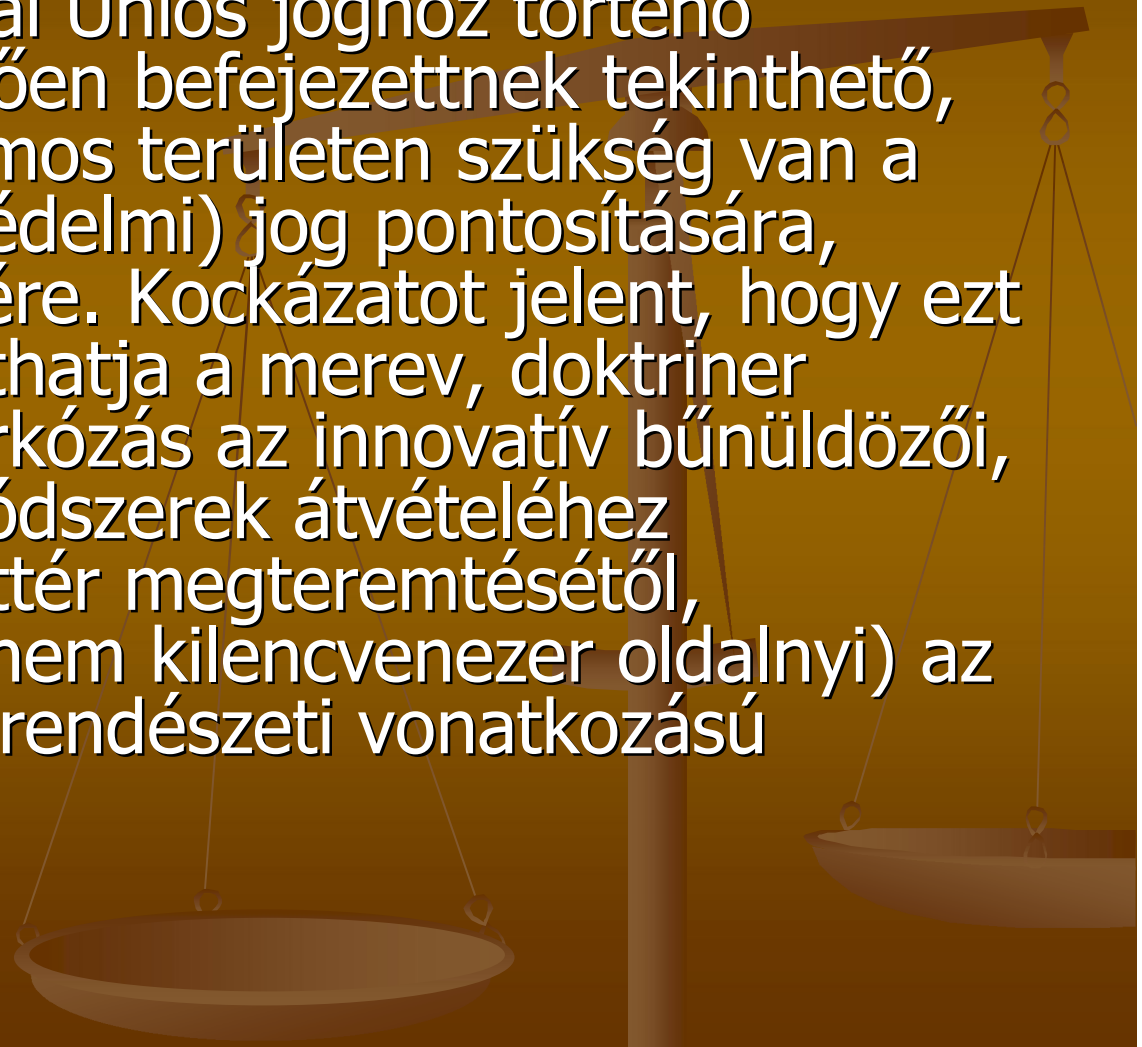 ai Uniós joghoz történő
ően befejezettnek tekinthető,
mos területen szükség van a
édelmi) jog pontosítására,
ére. Kockázatot jelent, hogy ezt
thatja a merev, doktriner
rkózás az innovatív bűnüldözői,
ódszerek átvételéhez
ttér megteremtésétől,
nem kilencvenezer oldalnyi) az
rendészeti vonatkozású